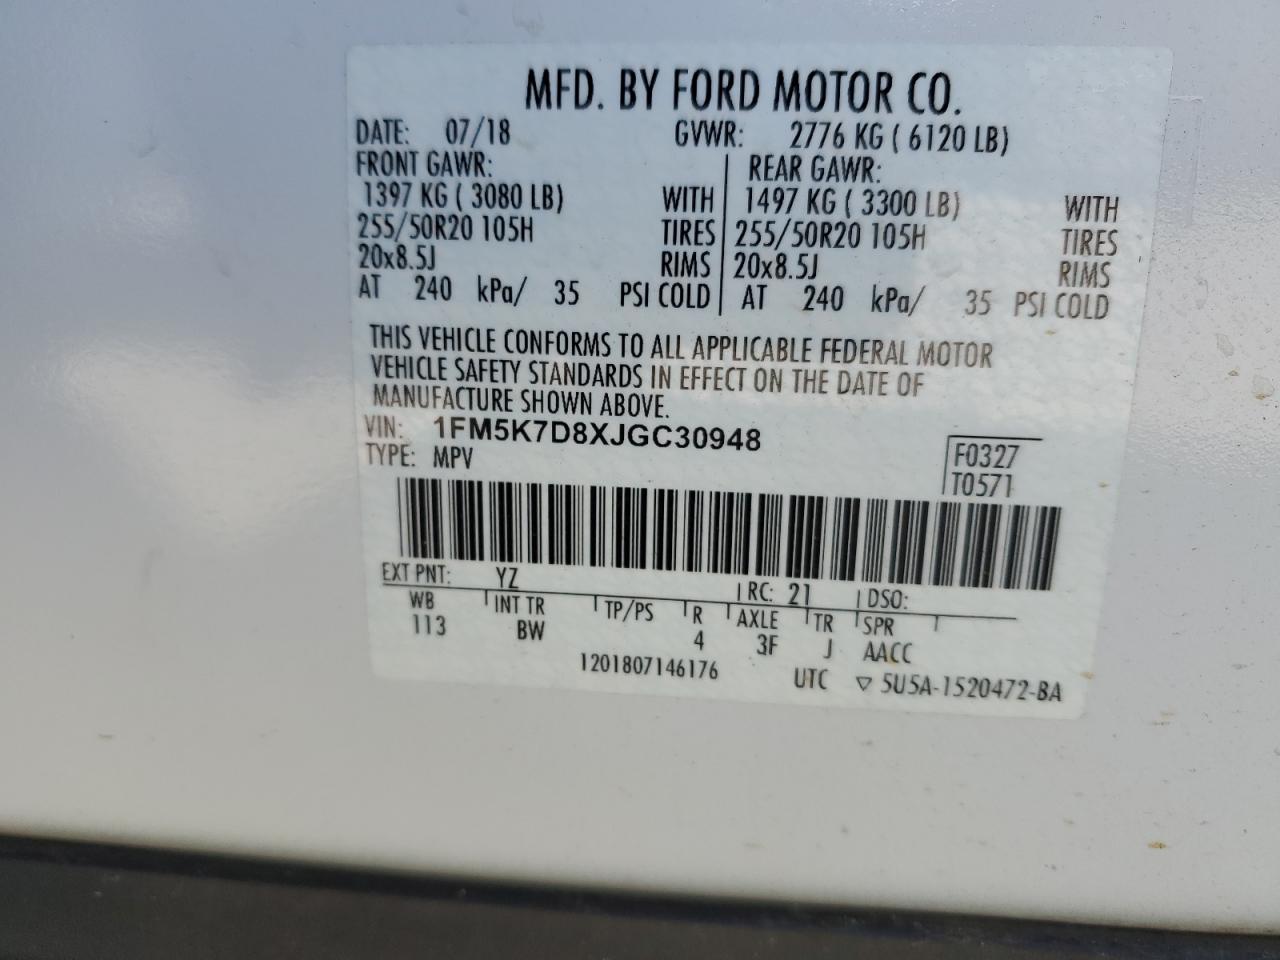 MFD. BY FORD MOTOR CO.
DATE: 07/18 GVWR: 2776 KG ( 6120 LB)
FRONT GAWR: REAR GAWR:
1397 KG ( 3080 LB) WITH 1497 KG ( 3300 LB) WITH
255/50R20 105H TIRES 255/50R20 105H TIRES
20x8.5J RIMS 20x8.5J RIMS
AT 240 kPa/ 35 PSI COLD AT 240 kPa/ 35 PSI COLD
THIS VEHICLE CONFORMS TO ALL APPLICABLE FEDERAL MOTOR
VEHICLE SAFETY STANDARDS IN EFFECT ON THE DATE OF
MANUFACTURE SHOWN ABOVE.
VIN: 1FM5K7D8XJGC30948
TYPE: MPV
F0327
T0571
EXT PNT: YZ RC: 21 DSO:
WB INT TR TP/PS R AXLE TR SPR
113 BW 4 3F J AACC
1201807146176 UTC ▽ 5U5A-1520472-BA